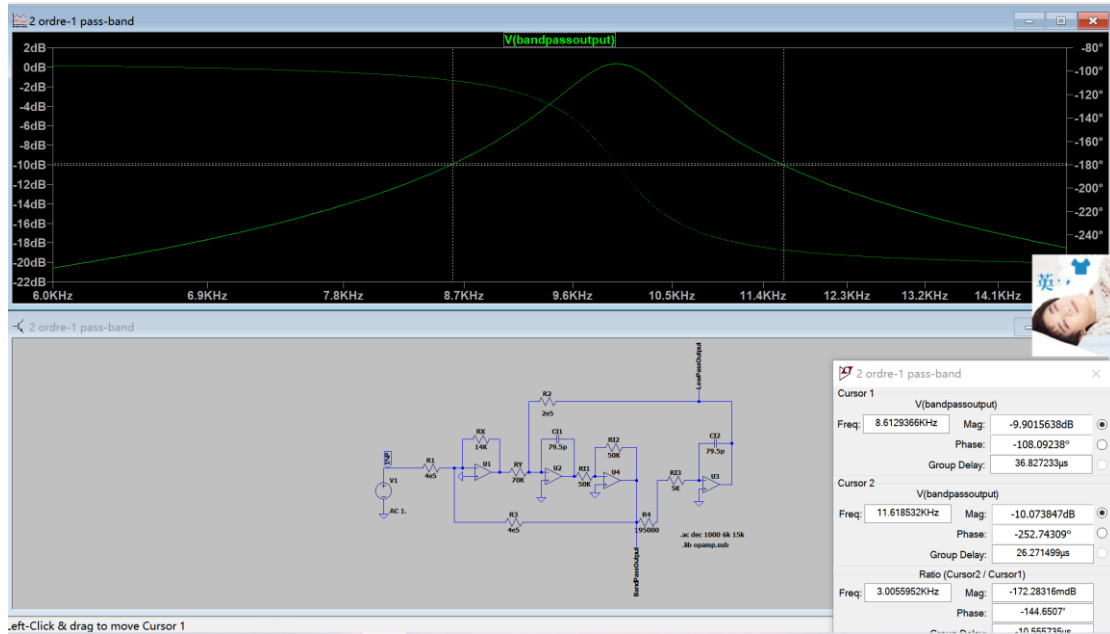 2 ordre-1 pass-band
V(bandpassoutput)
2dB
0dB
-2dB
-4dB
-6dB
-8dB
-10dB
-12dB
-14dB
-16dB
-18dB
-20dB
-22dB
-80°
-100°
-120°
-140°
-160°
-180°
-200°
-220°
-240°
6.0KHz 6.9KHz 7.8KHz 8.7KHz 9.6KHz 10.5KHz 11.4KHz 12.3KHz 13.2KHz 14.1KHz
英
2 ordre-1 pass-band
LowPassOutput
R2
2e5
RX
14K
CI1
79.5p
RI2
50K
CI2
79.5p
INP
R1
4e5
U1
RY
70K
U2
RI1
50K
U4
RI3
5K
U3
V1
AC 1.
R3
4e5
R4
195000
.ac dec 1000 6k 15k
.lib opamp.sub
BandPassOutput
2 ordre-1 pass-band
Cursor 1
V(bandpassoutput)
Freq: 8.6129366KHz Mag: -9.9015638dB
Phase: -108.09238°
Group Delay: 36.827233µs
Cursor 2
V(bandpassoutput)
Freq: 11.618532KHz Mag: -10.073847dB
Phase: -252.74309°
Group Delay: 26.271499µs
Ratio (Cursor2 / Cursor1)
Freq: 3.0055952KHz Mag: -172.28316mdB
Phase: -144.6507°
Group Delay: -10.555735µs
Left-Click & drag to move Cursor 1